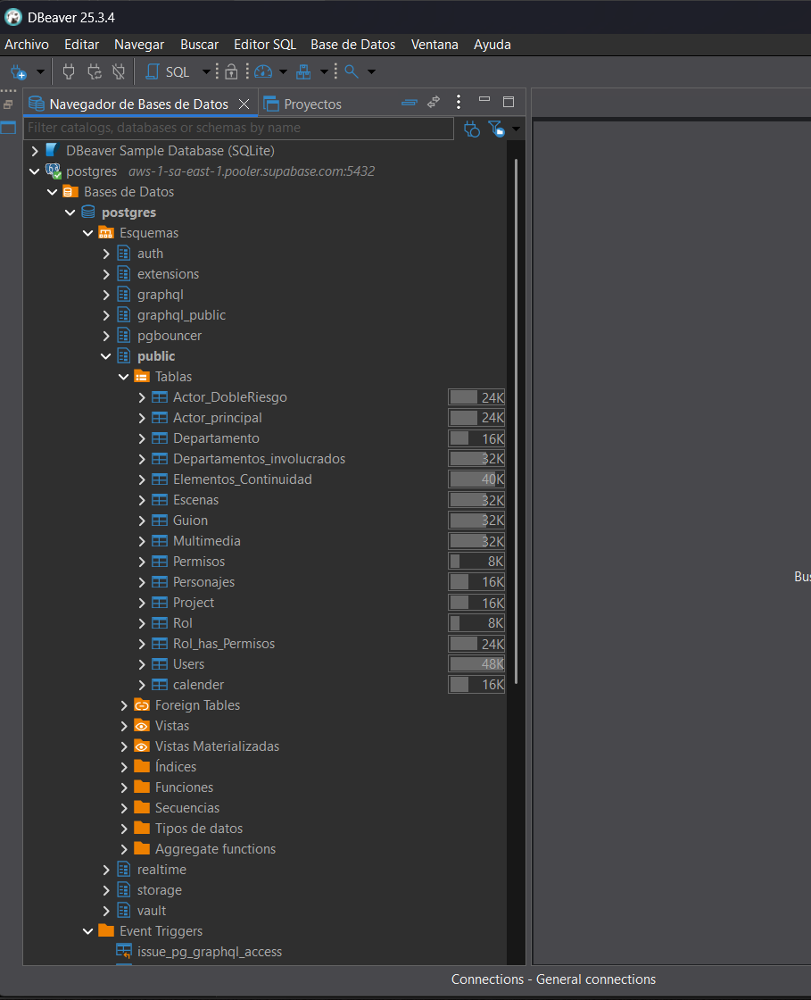 DBeaver 25.3.4
Archivo Editar Navegar Buscar Editor SQL Base de Datos Ventana Ayuda
SQL
Navegador de Bases de Datos Proyectos
Filter catalogs, databases or schemas by name
DBeaver Sample Database (SQLite)
postgres aws-1-sa-east-1.pooler.supabase.com:5432
Bases de Datos
postgres
Esquemas
auth
extensions
graphql
graphql_public
pgbouncer
public
Tablas
Actor_DobleRiesgo 24K
Actor_principal 24K
Departamento 16K
Departamentos_involucrados 32K
Elementos_Continuidad 40K
Escenas 32K
Guion 32K
Multimedia 32K
Permisos 8K
Personajes 16K
Project 16K
Rol 8K
Rol_has_Permisos 24K
Users 48K
calender 16K
Foreign Tables
Vistas
Vistas Materializadas
Índices
Funciones
Secuencias
Tipos de datos
Aggregate functions
realtime
storage
vault
Event Triggers
issue_pg_graphql_access
Bus
Connections - General connections